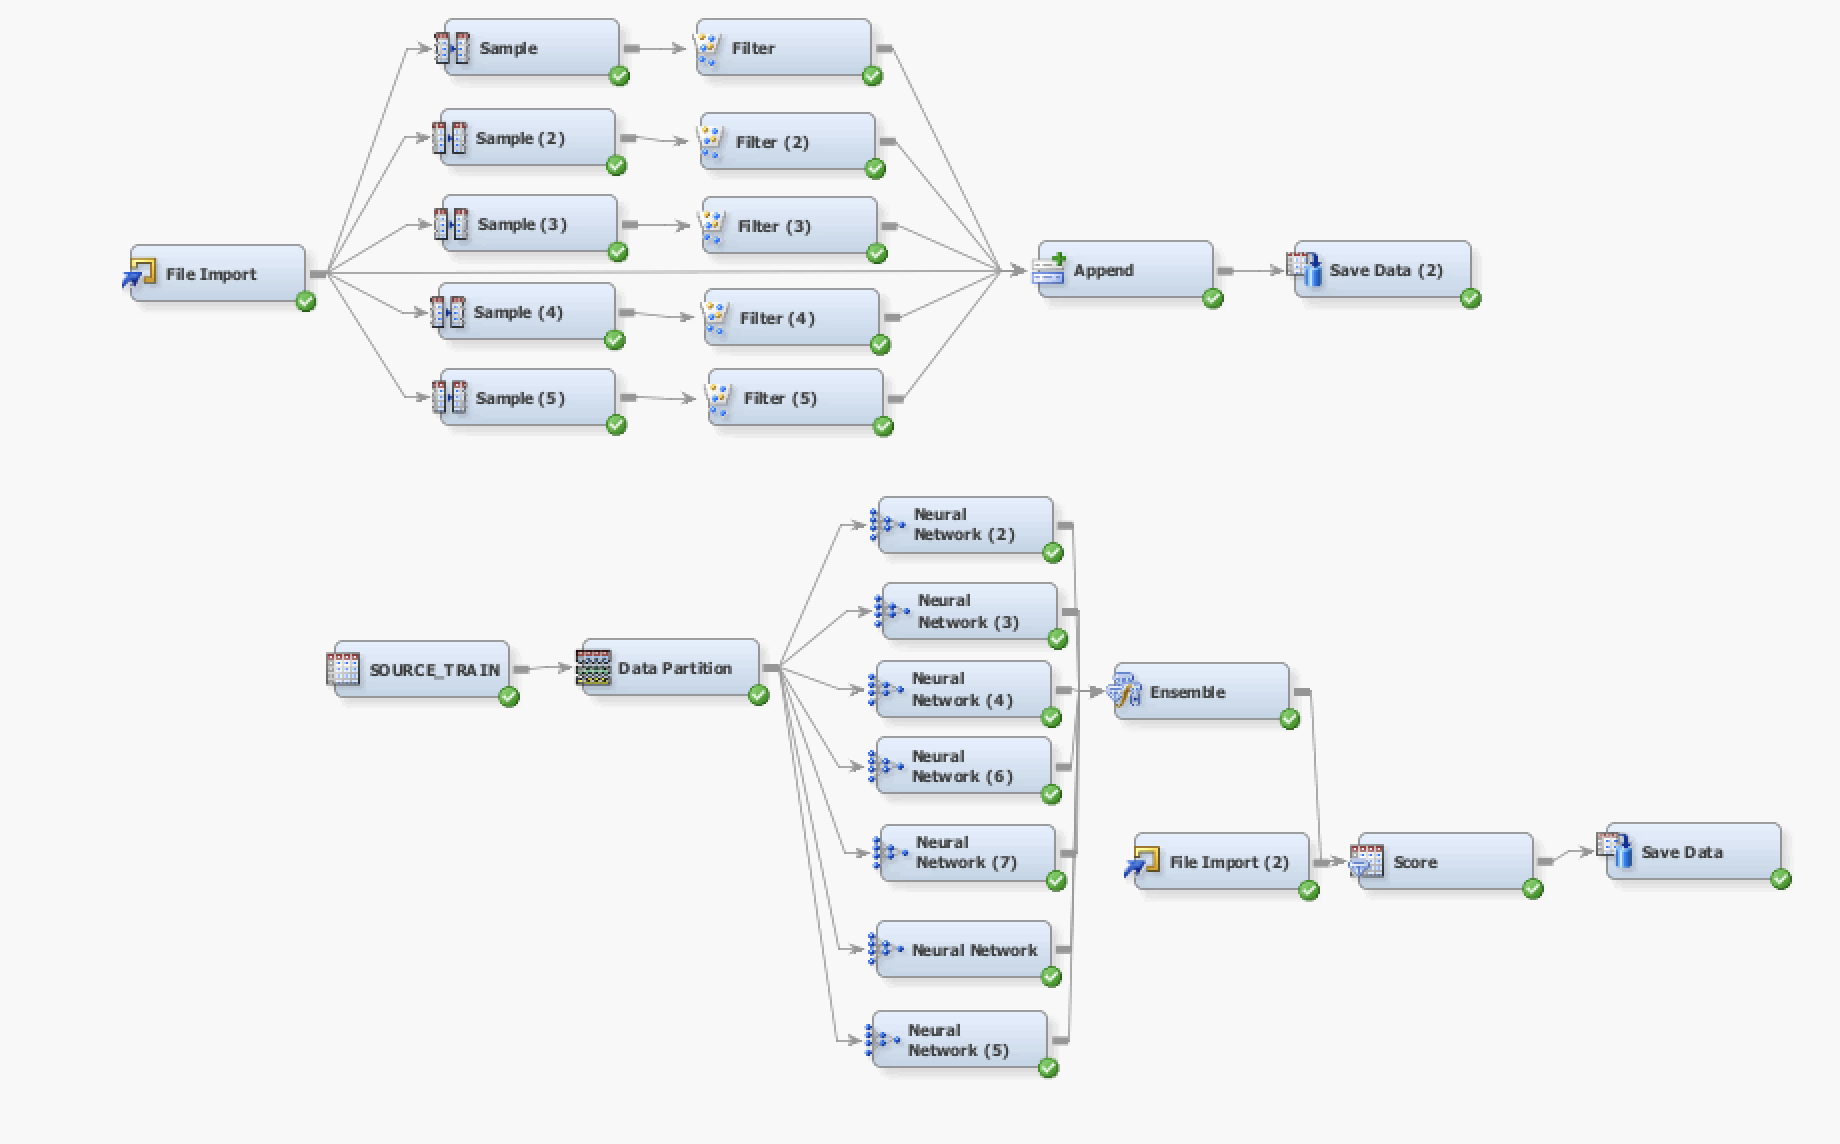 Sample
Filter
Sample (2)
Filter (2)
Sample (3)
Filter (3)
File Import
Append
Save Data (2)
Sample (4)
Filter (4)
Sample (5)
Filter (5)
Neural
Network (2)
Neural
Network (3)
SOURCE_TRAIN
Data Partition
Neural
Network (4)
Ensemble
Neural
Network (6)
Neural
Network (7)
File Import (2)
Score
Save Data
Neural Network
Neural
Network (5)